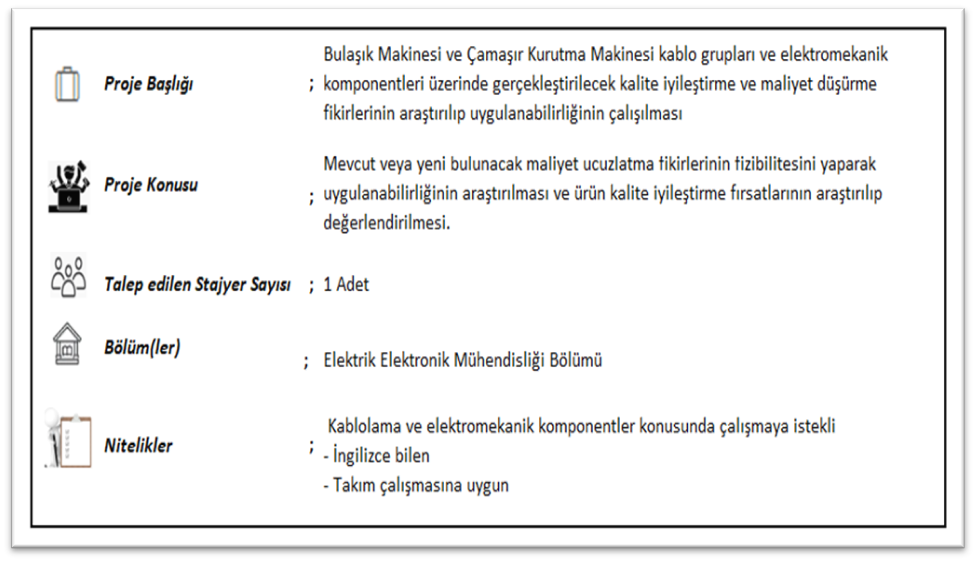 Proje Başlığı ; Bulaşık Makinesi ve Çamaşır Kurutma Makinesi kablo grupları ve elektromekanik
komponentleri üzerinde gerçekleştirilecek kalite iyileştirme ve maliyet düşürme
fikirlerinin araştırılıp uygulanabilirliğinin çalışılması
Proje Konusu ; Mevcut veya yeni bulunacak maliyet ucuzlatma fikirlerinin fizibilitesini yaparak
uygulanabilirliğinin araştırılması ve ürün kalite iyileştirme fırsatlarının araştırılıp
değerlendirilmesi.
Talep edilen Stajyer Sayısı ; 1 Adet
Bölüm(ler) ; Elektrik Elektronik Mühendisliği Bölümü
Nitelikler ; Kablolama ve elektromekanik komponentler konusunda çalışmaya istekli
- İngilizce bilen
- Takım çalışmasına uygun